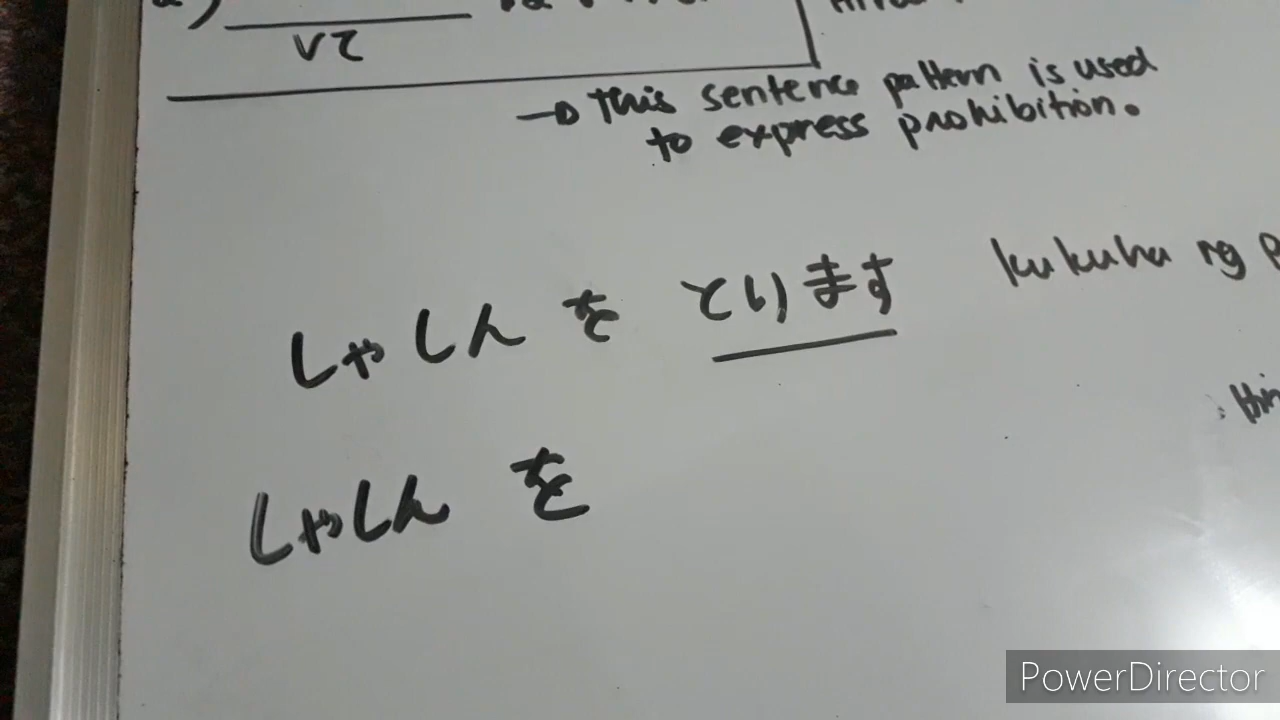 Vて
→ This sentence pattern is used
to express prohibition.
しゃしん を とります kukuha ng
しゃしん を
PowerDirector